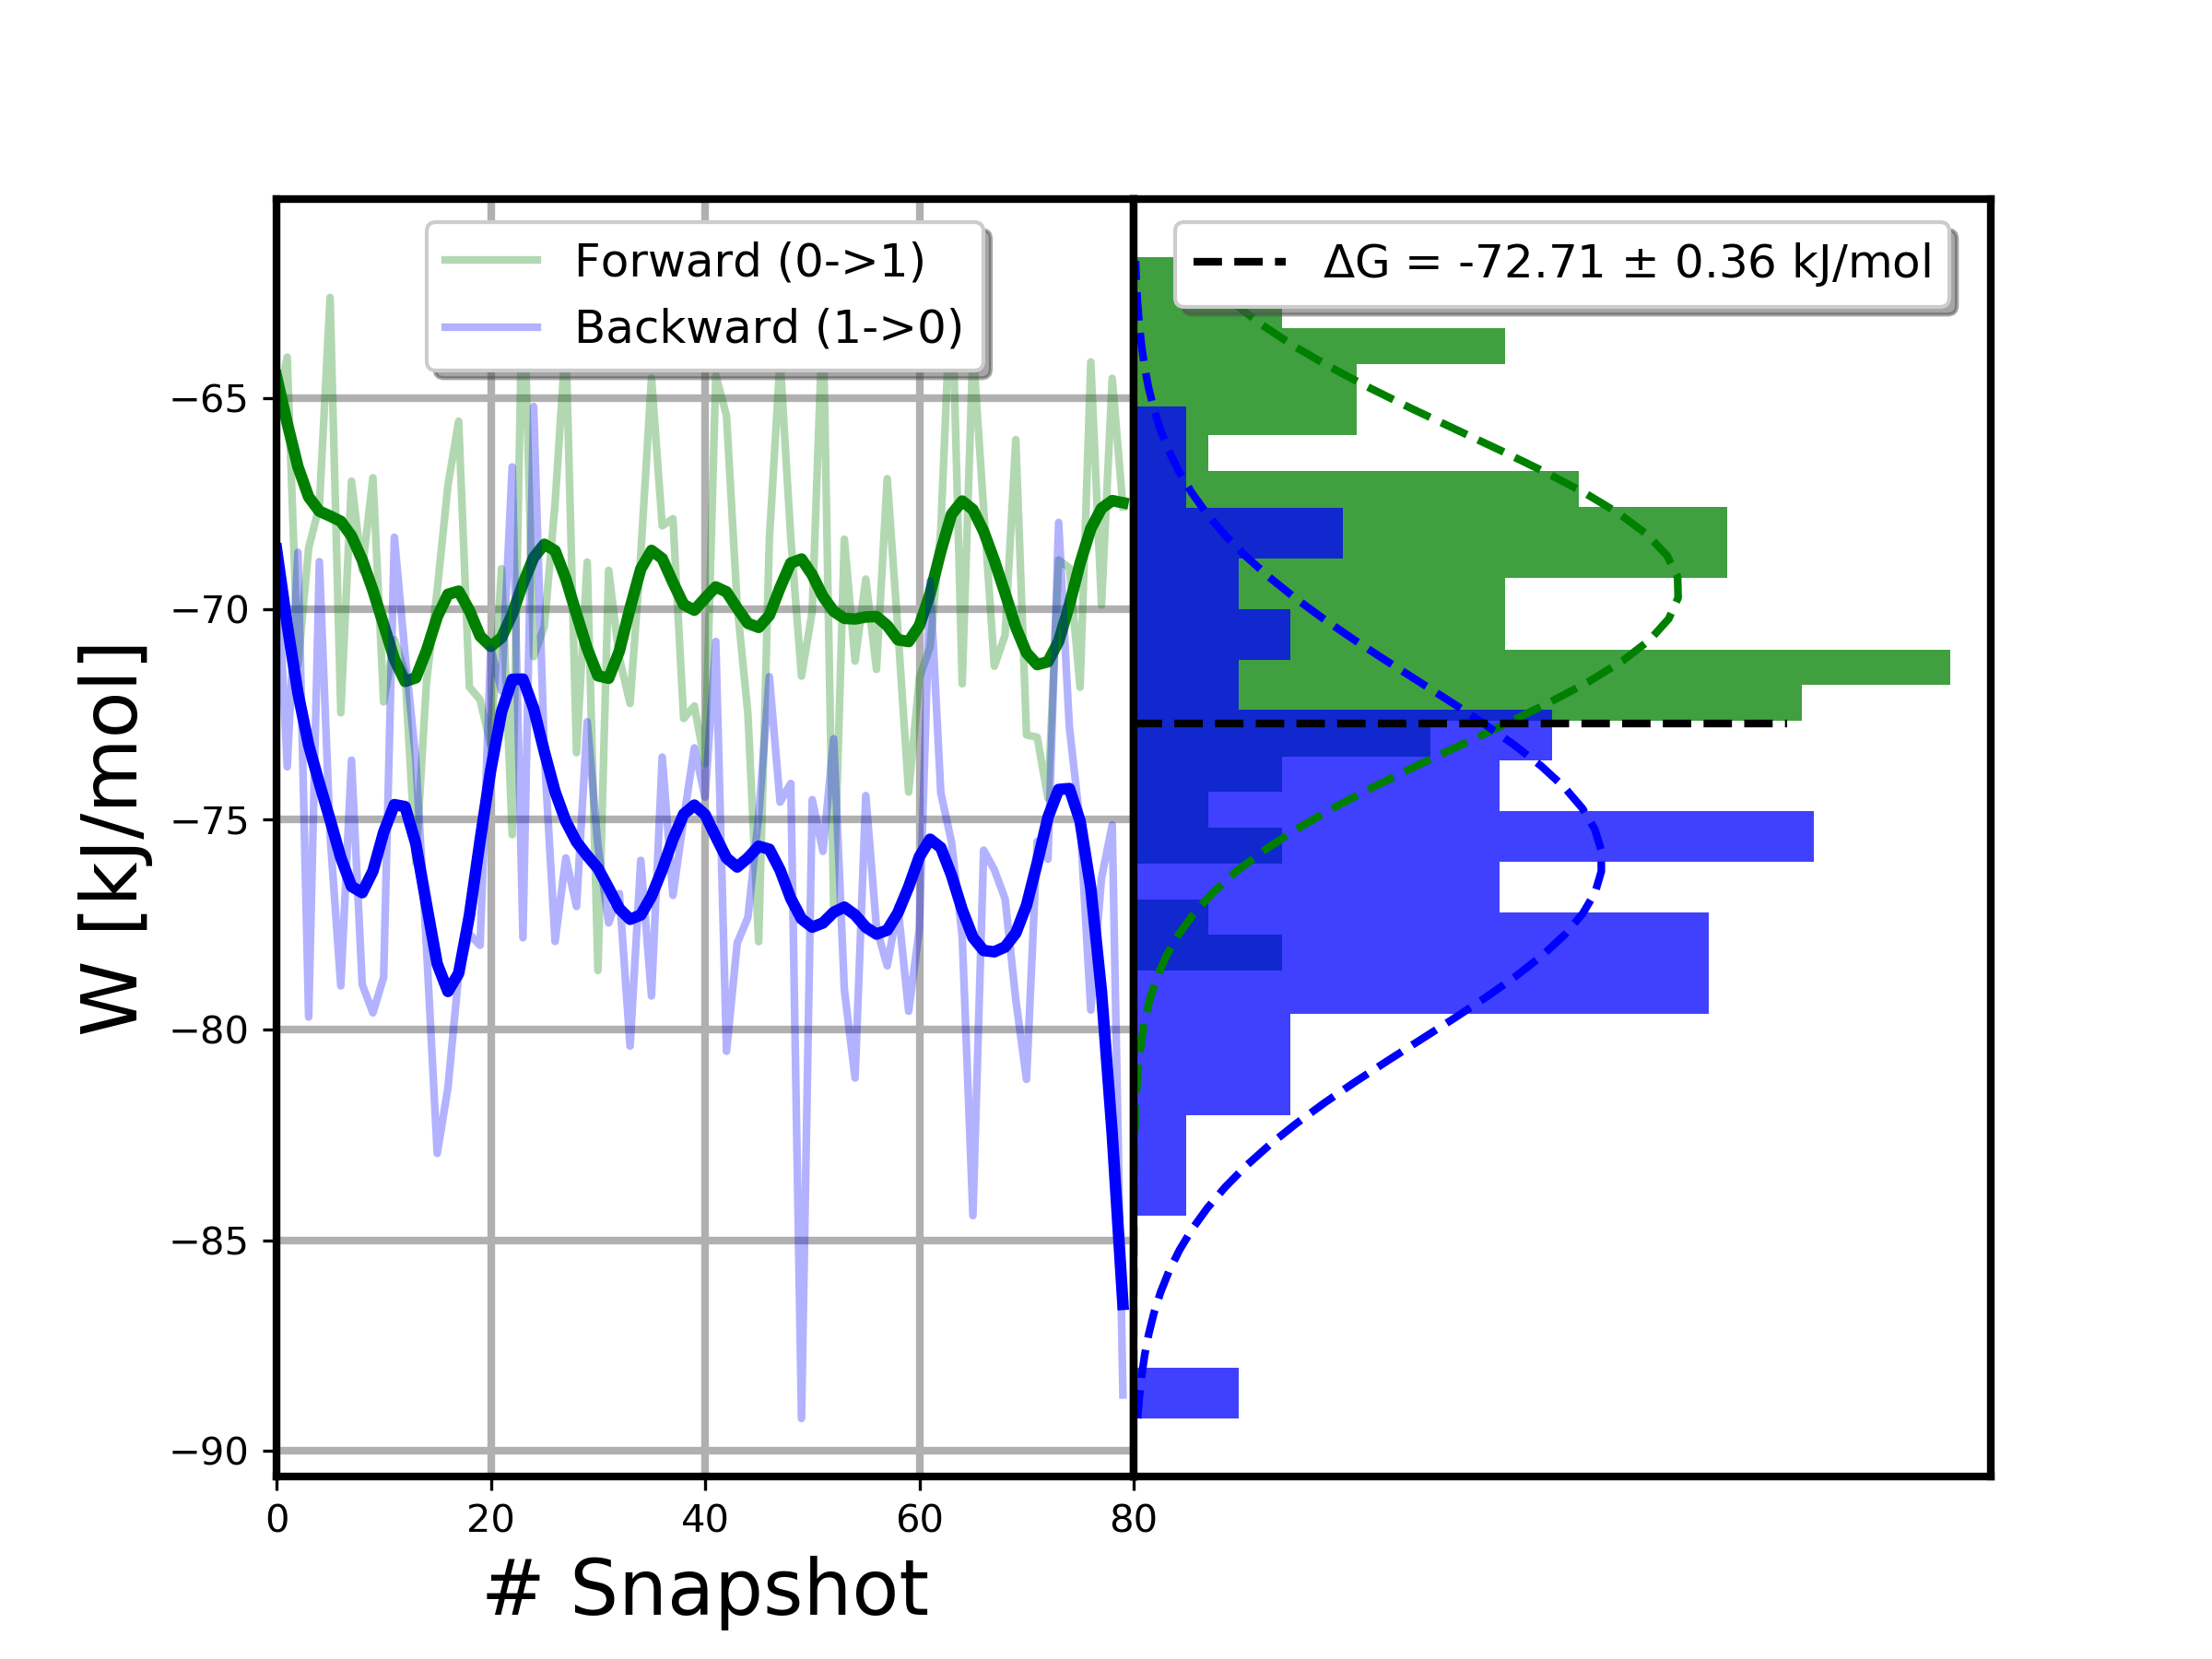 Forward (0->1)
Backward (1->0)
ΔG = -72.71 ± 0.36 kJ/mol
W [kJ/mol]
−65
−70
−75
−80
−85
−90
0 20 40 60 80
# Snapshot